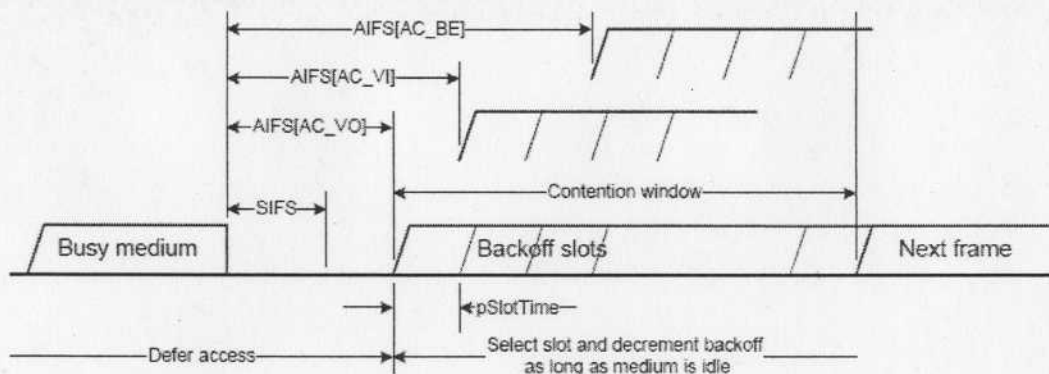 AIFS[AC_BE]
AIFS[AC_VI]
AIFS[AC_VO]
Contention window
SIFS
Busy medium
Backoff slots
Next frame
pSlotTime
Defer access
Select slot and decrement backoff
as long as medium is idle